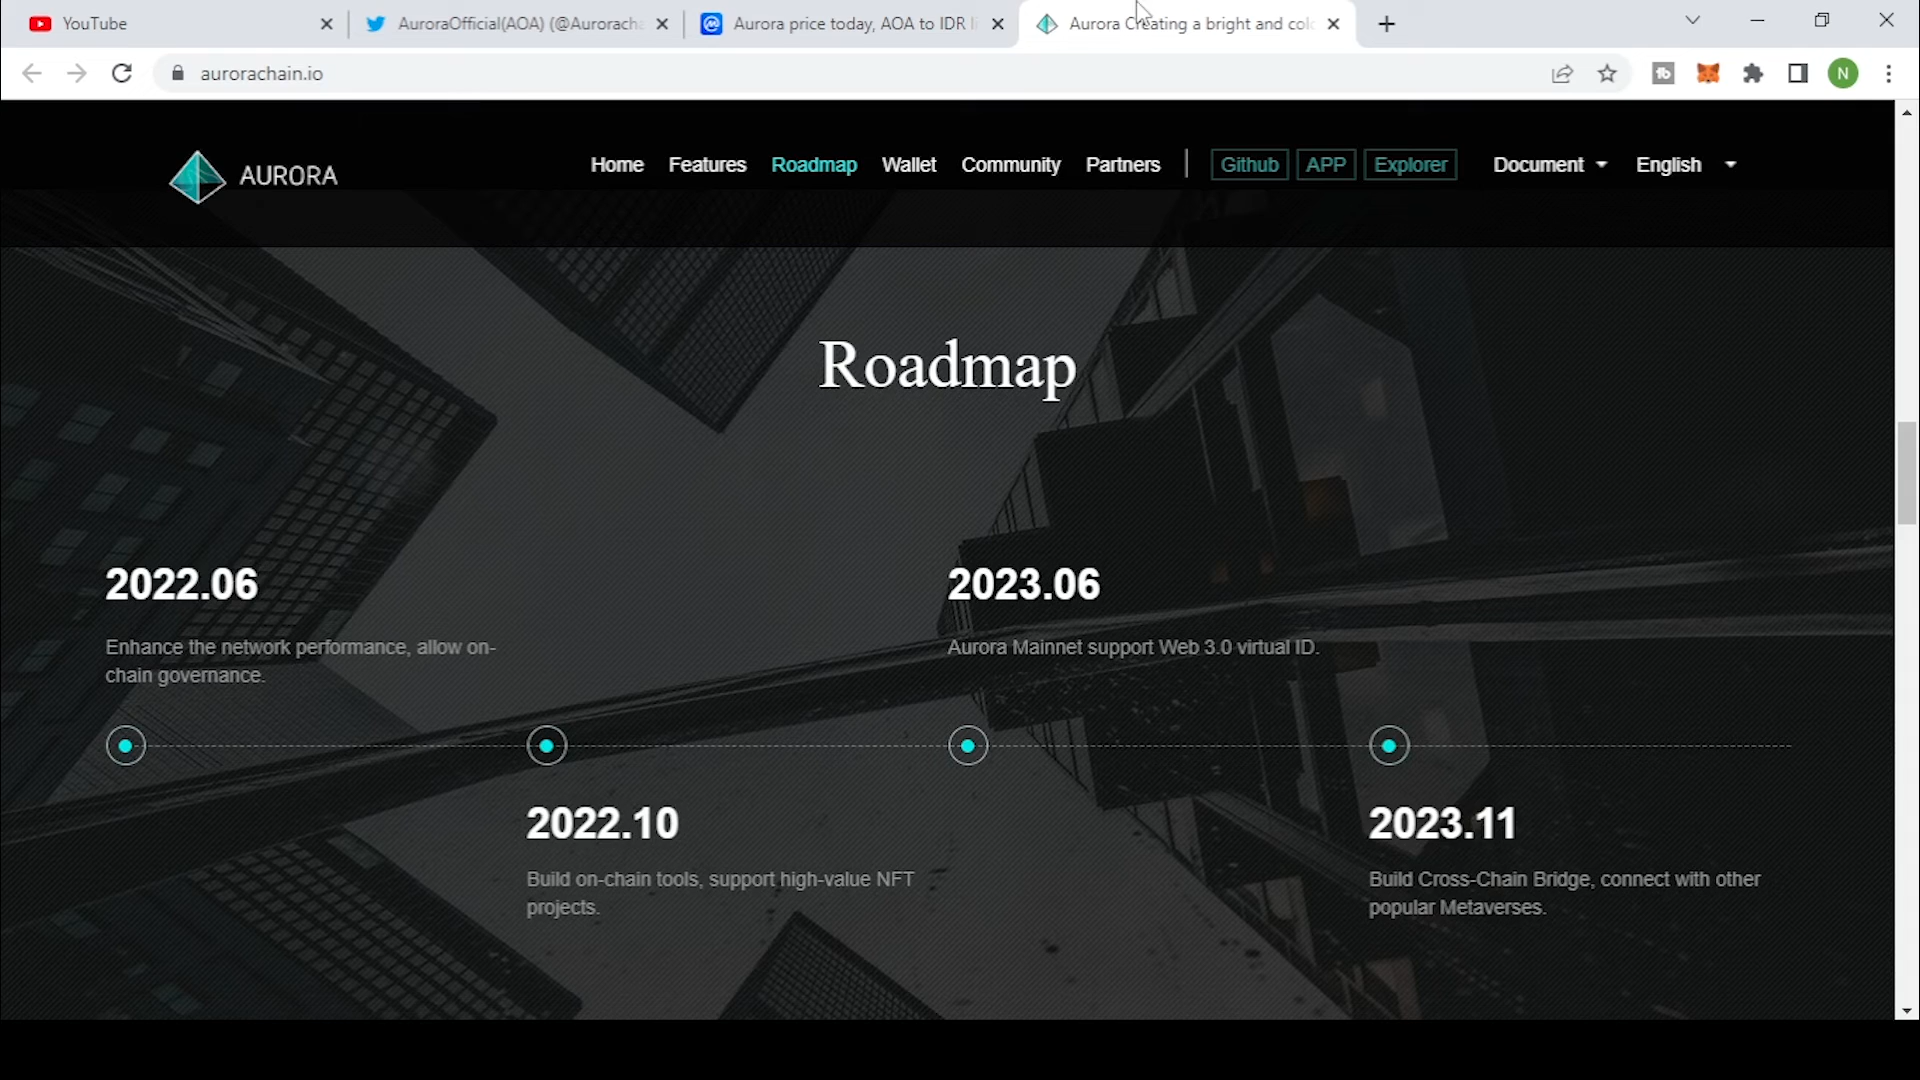 YouTube
AuroraOfficial(AOA) (@Aurorach
Aurora price today, AOA to IDR li
Aurora Creating a bright and colo
aurorachain.io
N
AURORA
Home Features Roadmap Wallet Community Partners Github APP Explorer Document English
Roadmap
2022.06
Enhance the network performance, allow on-
chain governance.
2023.06
Aurora Mainnet support Web 3.0 virtual ID.
2022.10
Build on-chain tools, support high-value NFT
projects.
2023.11
Build Cross-Chain Bridge, connect with other
popular Metaverses.